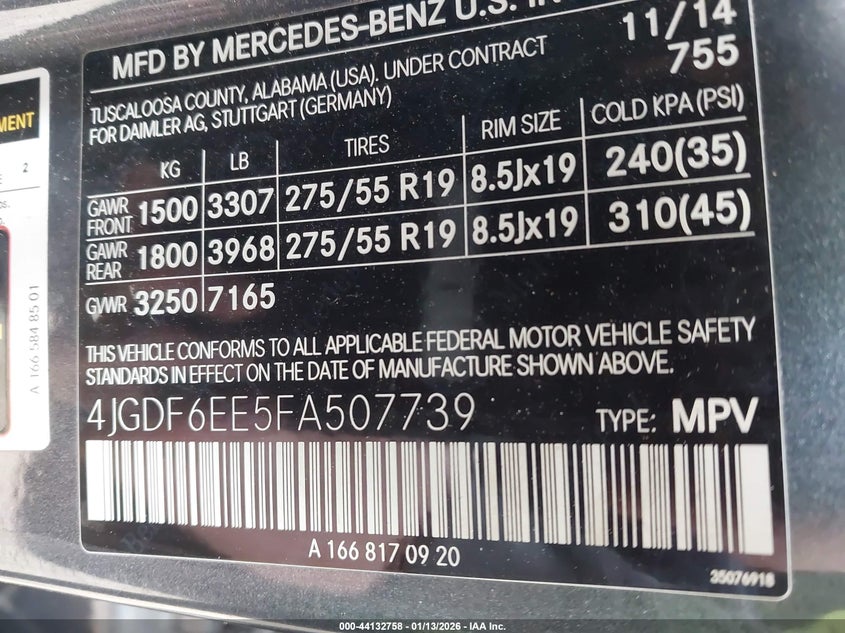 MFD BY MERCEDES-BENZ U.S. IN
11/14
755
TUSCALOOSA COUNTY, ALABAMA (USA). UNDER CONTRACT
FOR DAIMLER AG, STUTTGART (GERMANY)
KG LB TIRES RIM SIZE COLD KPA (PSI)
GAWR FRONT 1500 3307 275/55 R19 8.5Jx19 240(35)
GAWR REAR 1800 3968 275/55 R19 8.5Jx19 310(45)
GVWR 3250 7165
THIS VEHICLE CONFORMS TO ALL APPLICABLE FEDERAL MOTOR VEHICLE SAFETY
STANDARDS IN EFFECT ON THE DATE OF MANUFACTURE SHOWN ABOVE.
4JGDF6EE5FA507739 TYPE: MPV
A 166 817 09 20
35076918
MENT
2
A 166 584 85 01
000-44132758 - 01/13/2026 - IAA Inc.